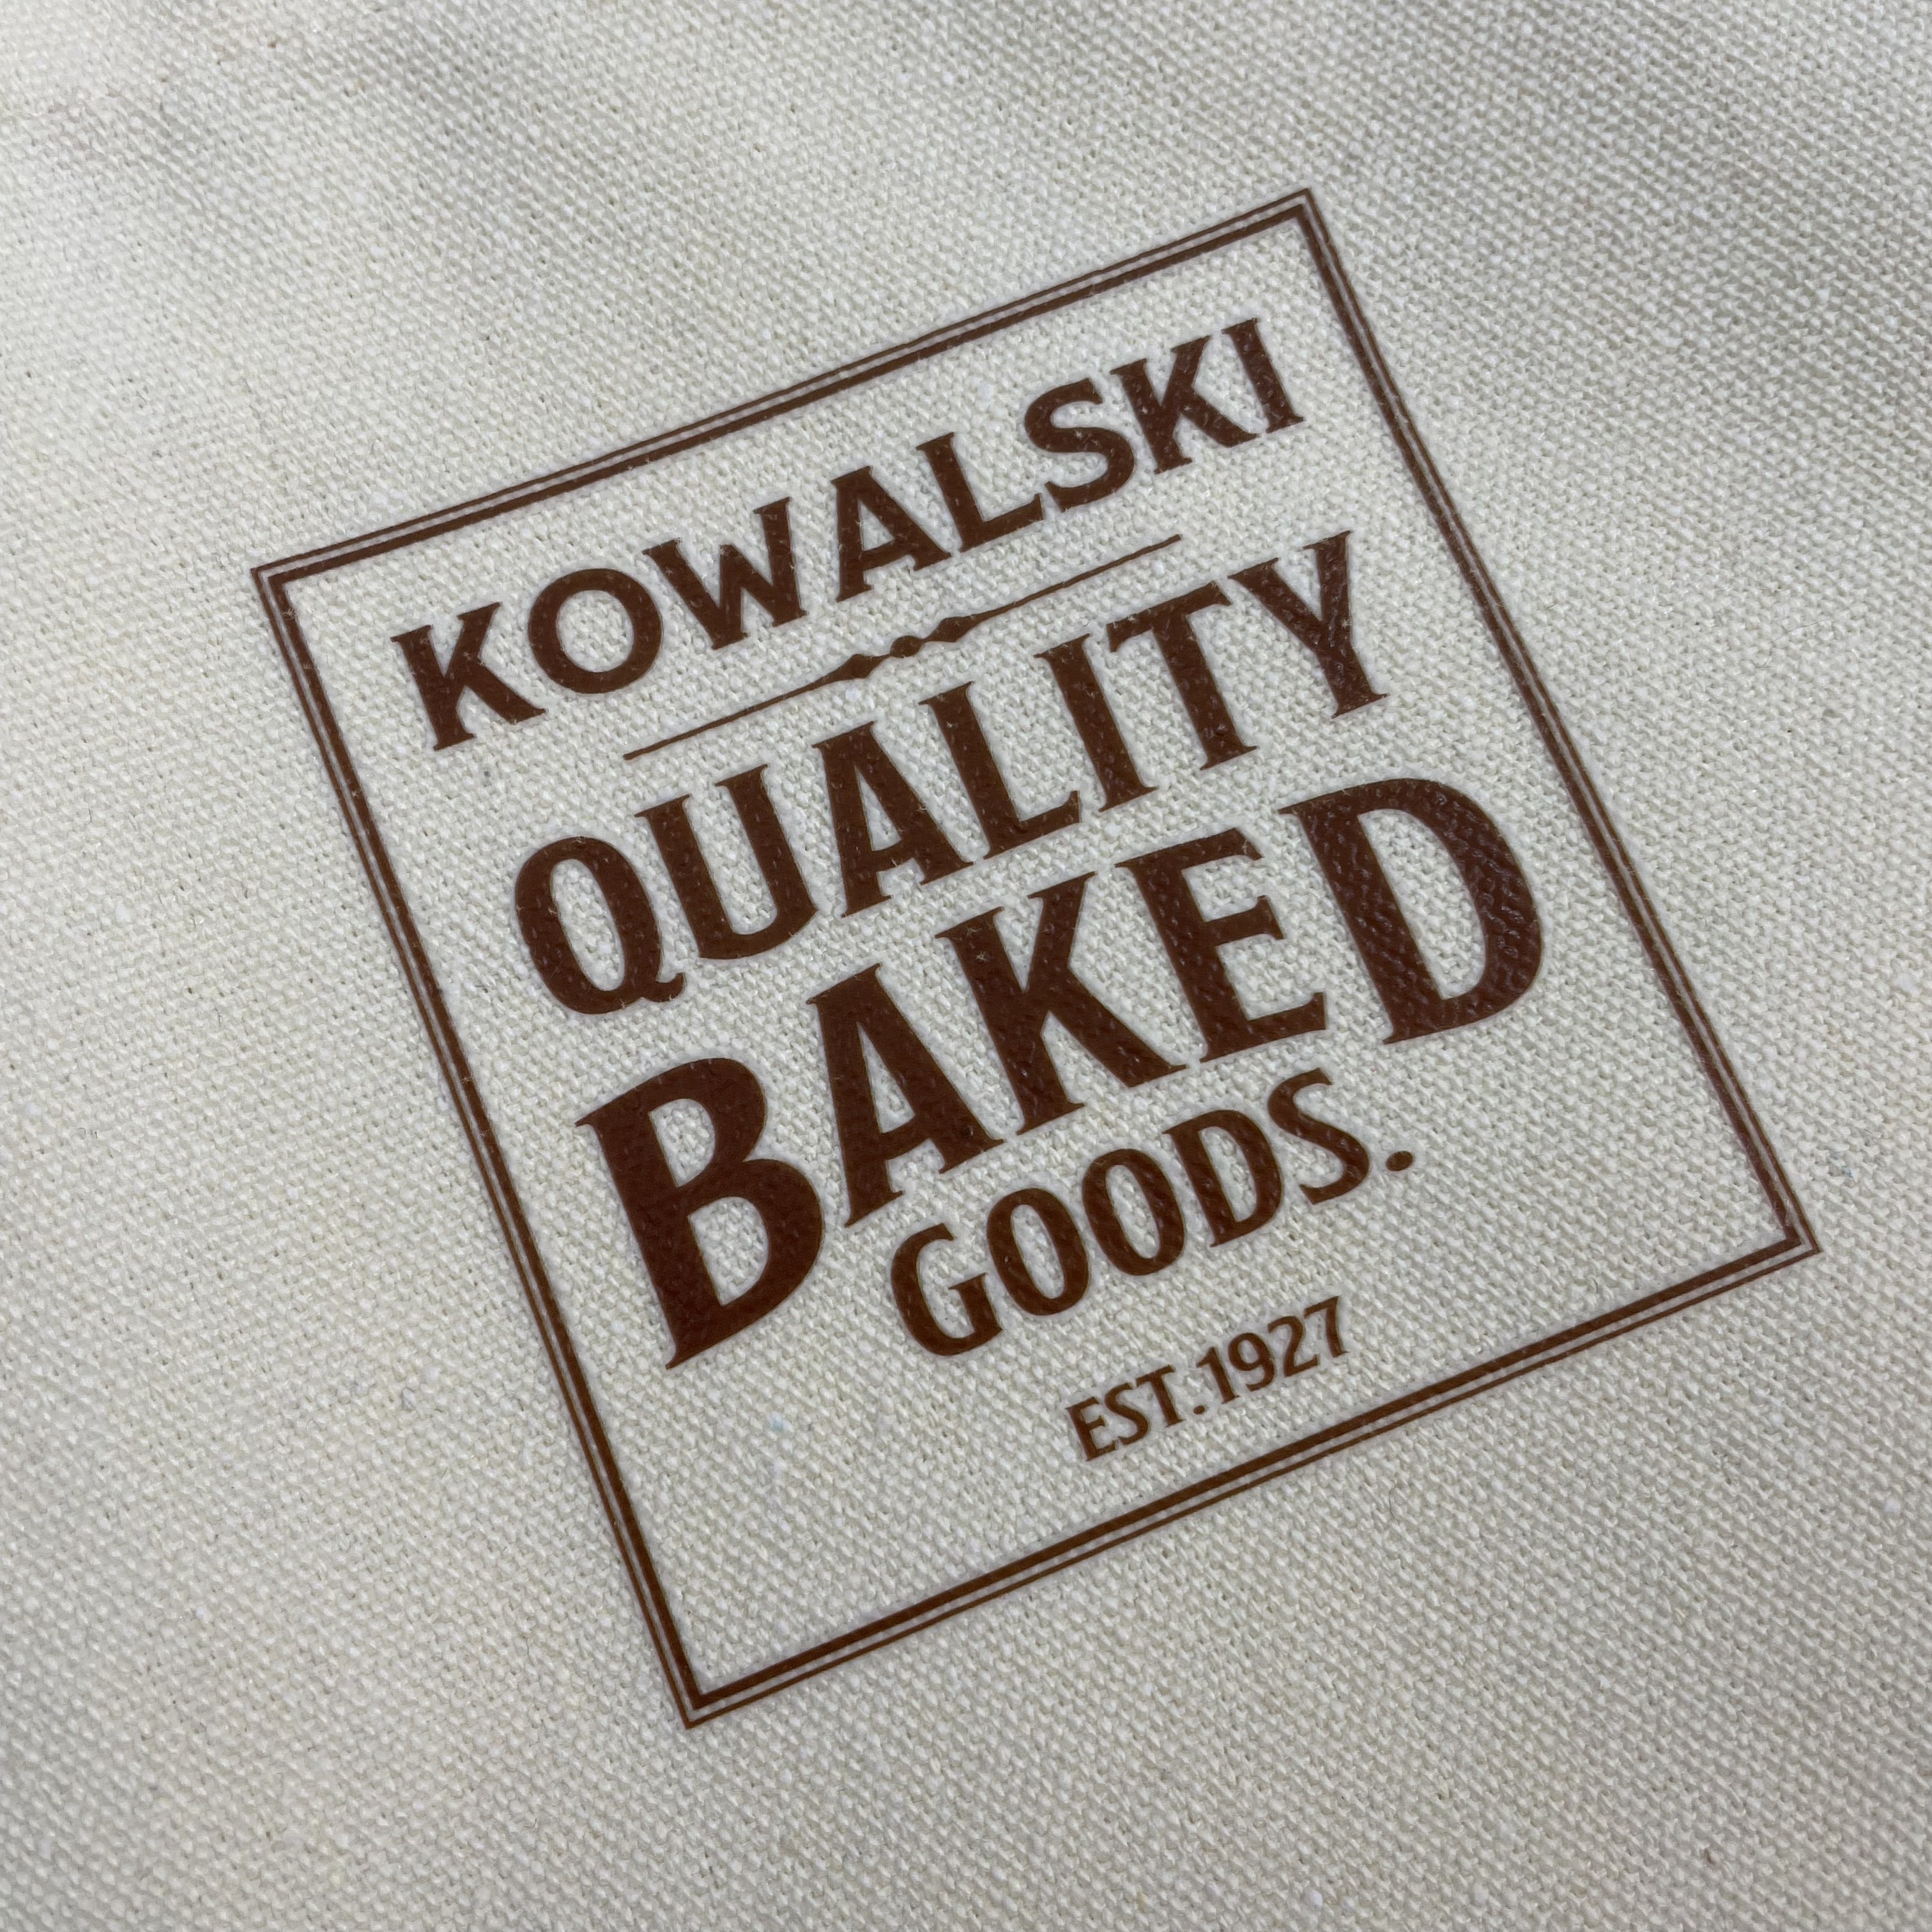 KOWALSKI
QUALITY
BAKED
GOODS.
EST.1927